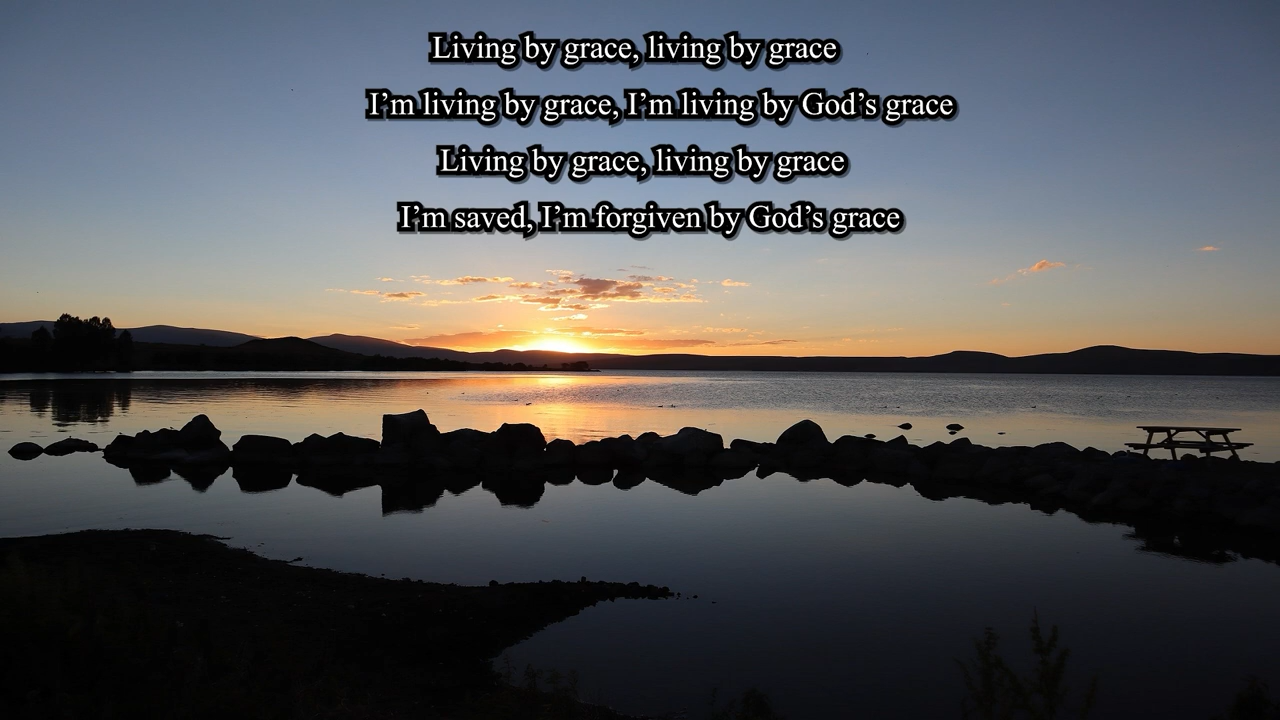 Living by grace, living by grace
I’m living by grace, I’m living by God’s grace
Living by grace, living by grace
I’m saved, I’m forgiven by God’s grace